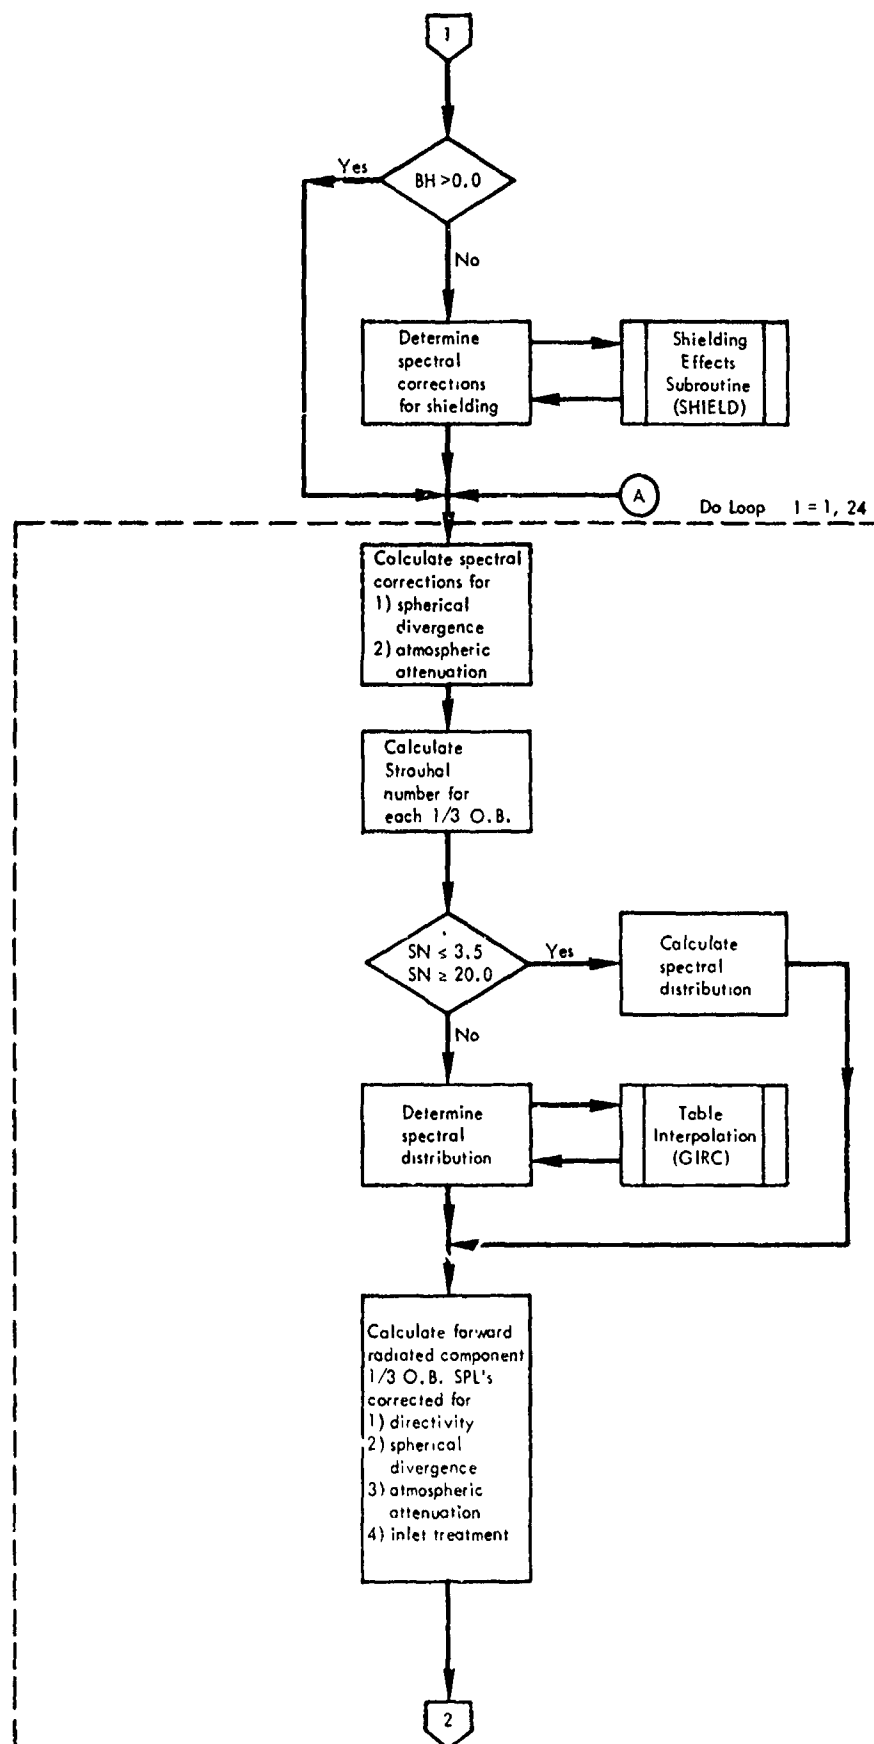 1
Yes
BH >0.0
No
Determine
spectral
corrections
for shielding
Shielding
Effects
Subroutine
(SHIELD)
A
Do Loop 1 = 1, 24
Calculate spectral
corrections for
1) spherical
divergence
2) atmospheric
attenuation
Calculate
Strouhal
number for
each 1/3 O.B.
SN ≤ 3.5
SN ≥ 20.0
Yes
Calculate
spectral
distribution
No
Determine
spectral
distribution
Table
Interpolation
(GIRC)
Calculate forward
radiated component
1/3 O.B. SPL's
corrected for
1) directivity
2) spherical
divergence
3) atmospheric
attenuation
4) inlet treatment
2